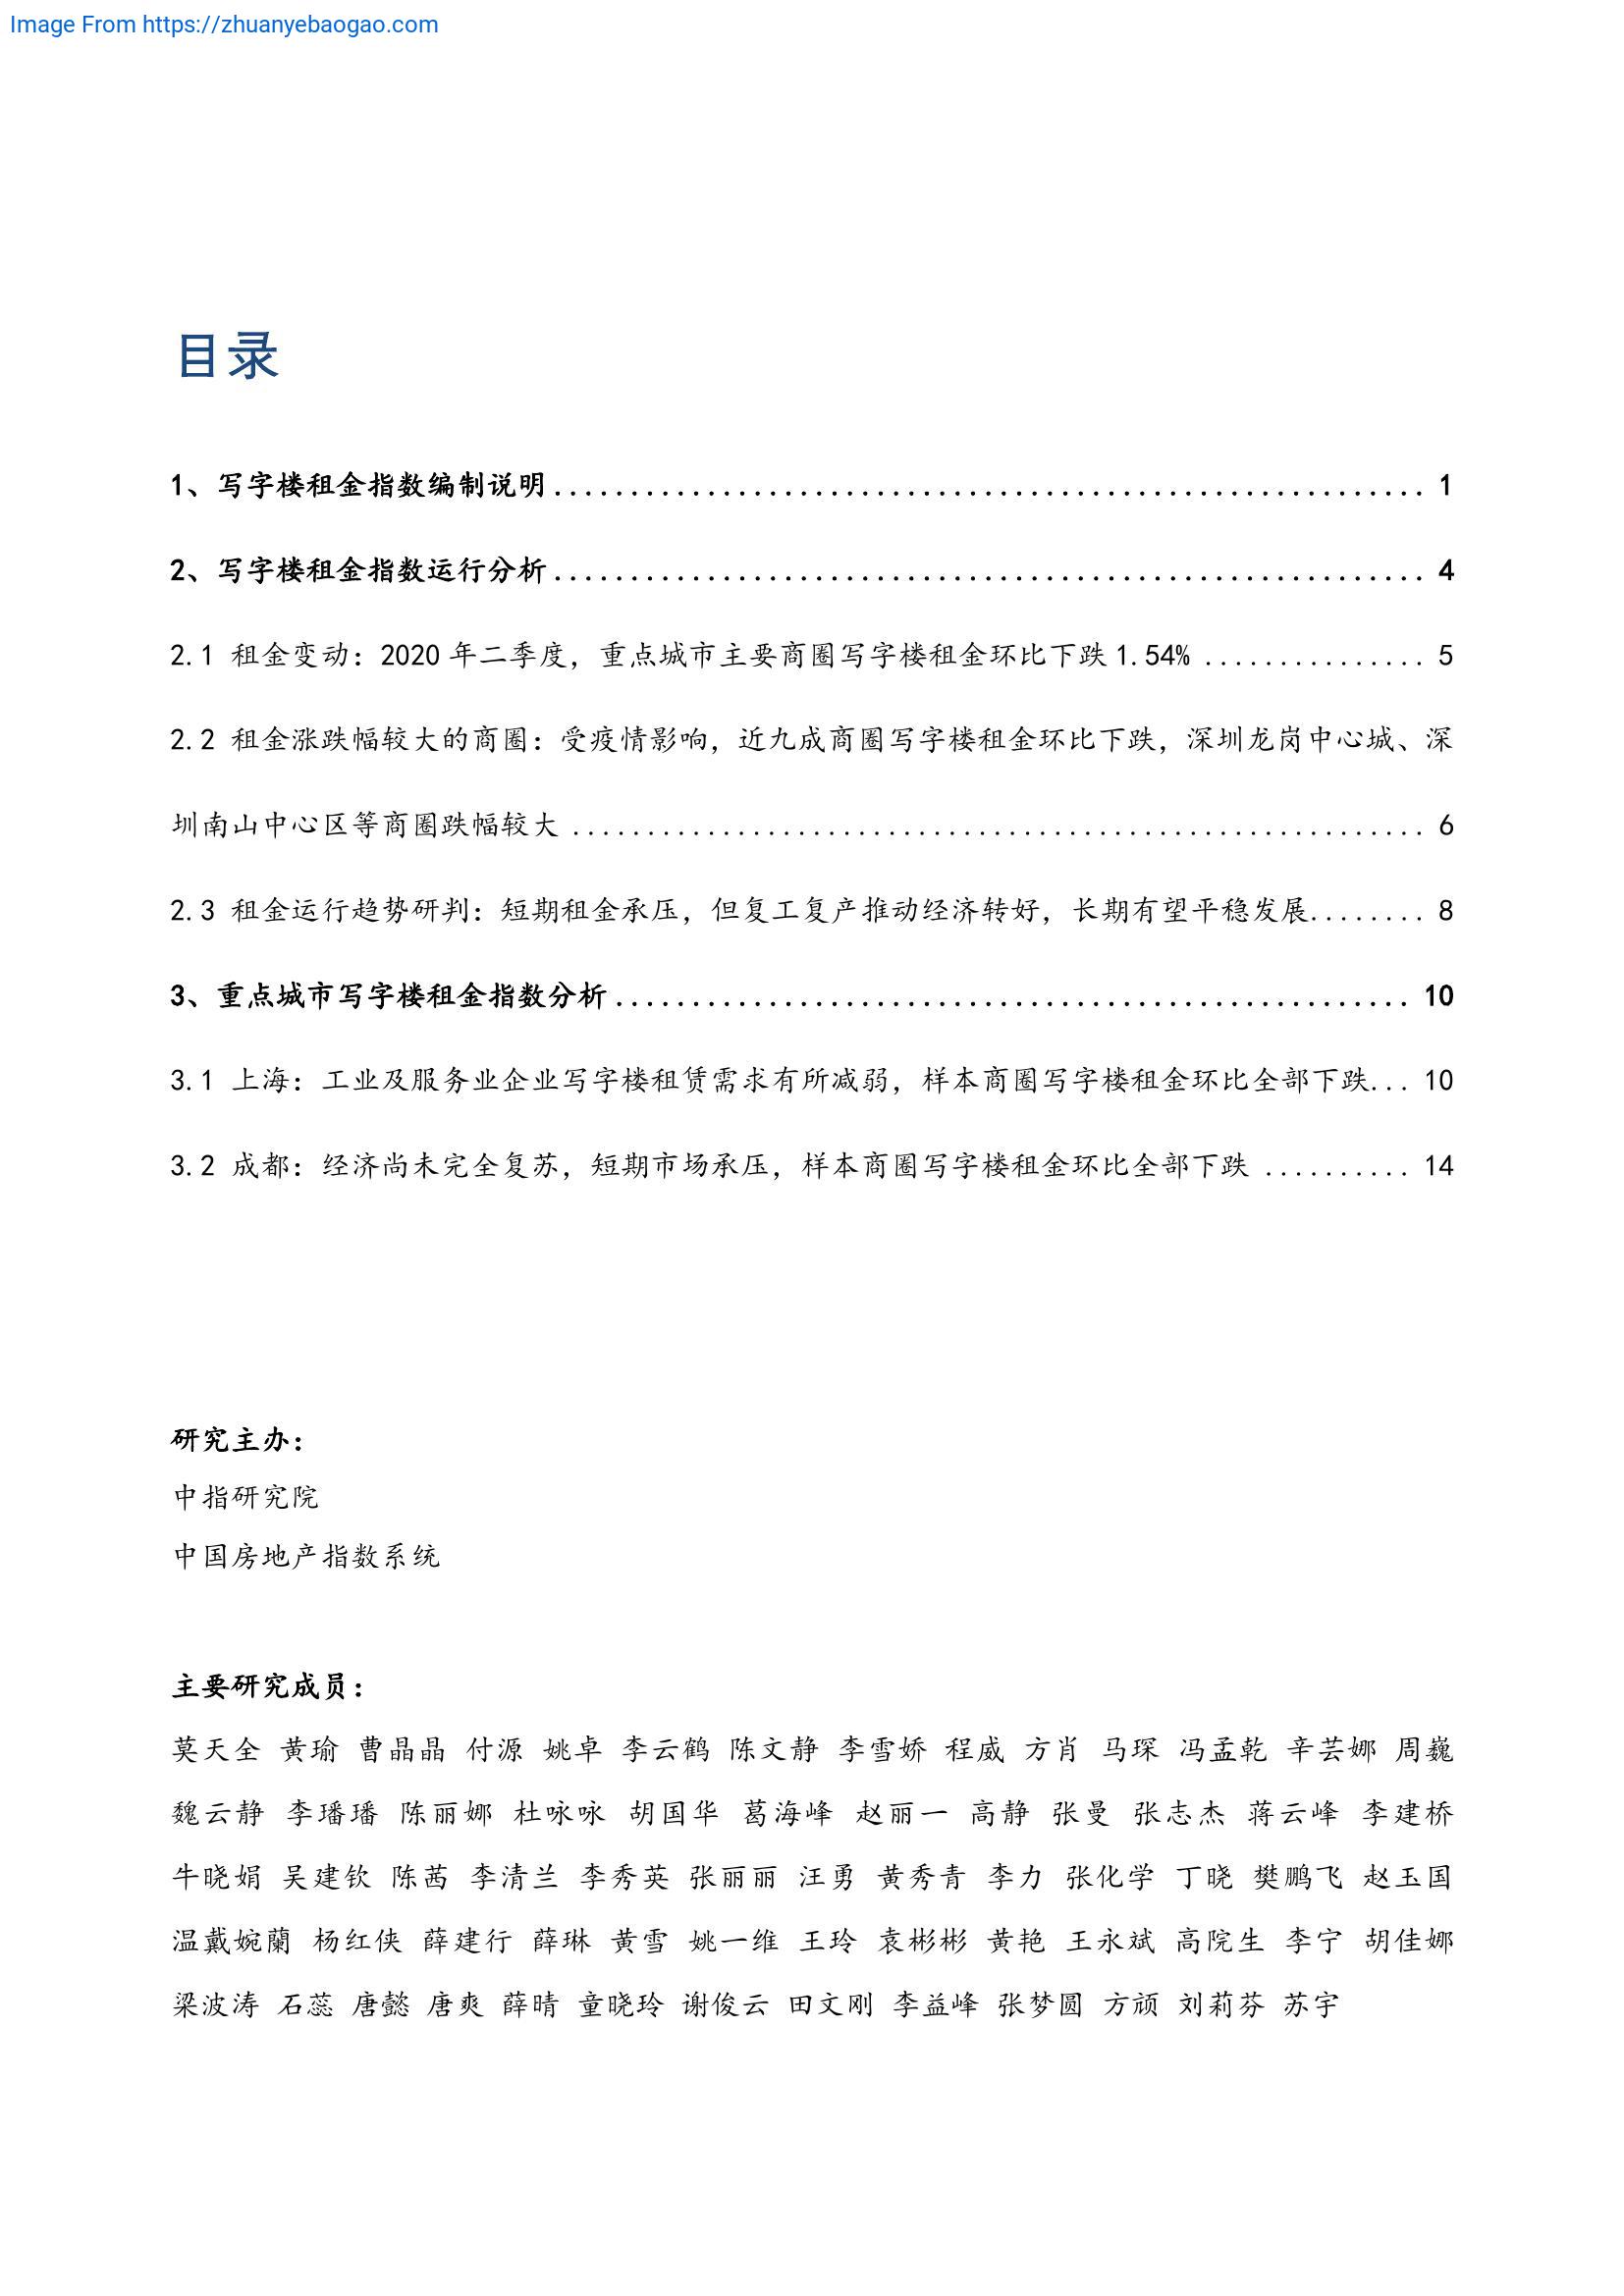 Image From https://zhuanyebaogao.com
目录
1、写字楼租金指数编制说明........................................................ 1
2、写字楼租金指数运行分析........................................................ 4
2.1 租金变动：2020年二季度，重点城市主要商圈写字楼租金环比下跌1.54% ............... 5
2.2 租金涨跌幅较大的商圈：受疫情影响，近九成商圈写字楼租金环比下跌，深圳龙岗中心城、深
圳南山中心区等商圈跌幅较大 ......................................................... 6
2.3 租金运行趋势研判：短期租金承压，但复工复产推动经济转好，长期有望平稳发展........ 8
3、重点城市写字楼租金指数分析.................................................... 10
3.1 上海：工业及服务业企业写字楼租赁需求有所减弱，样本商圈写字楼租金环比全部下跌... 10
3.2 成都：经济尚未完全复苏，短期市场承压，样本商圈写字楼租金环比全部下跌 .......... 14
研究主办：
中指研究院
中国房地产指数系统
主要研究成员：
莫天全 黄瑜 曹晶晶 付源 姚卓 李云鹤 陈文静 李雪娇 程威 方肖 马琛 冯孟乾 辛芸娜 周巍
魏云静 李璠璠 陈丽娜 杜咏咏 胡国华 葛海峰 赵丽一 高静 张曼 张志杰 蒋云峰 李建桥
牛晓娟 吴建钦 陈茜 李清兰 李秀英 张丽丽 汪勇 黄秀青 李力 张化学 丁晓 樊鹏飞 赵玉国
温戴婉蘭 杨红侠 薛建行 薛琳 黄雪 姚一维 王玲 袁彬彬 黄艳 王永斌 高院生 李宁 胡佳娜
梁波涛 石蕊 唐懿 唐爽 薛晴 童晓玲 谢俊云 田文刚 李益峰 张梦圆 方顽 刘莉芬 苏宇